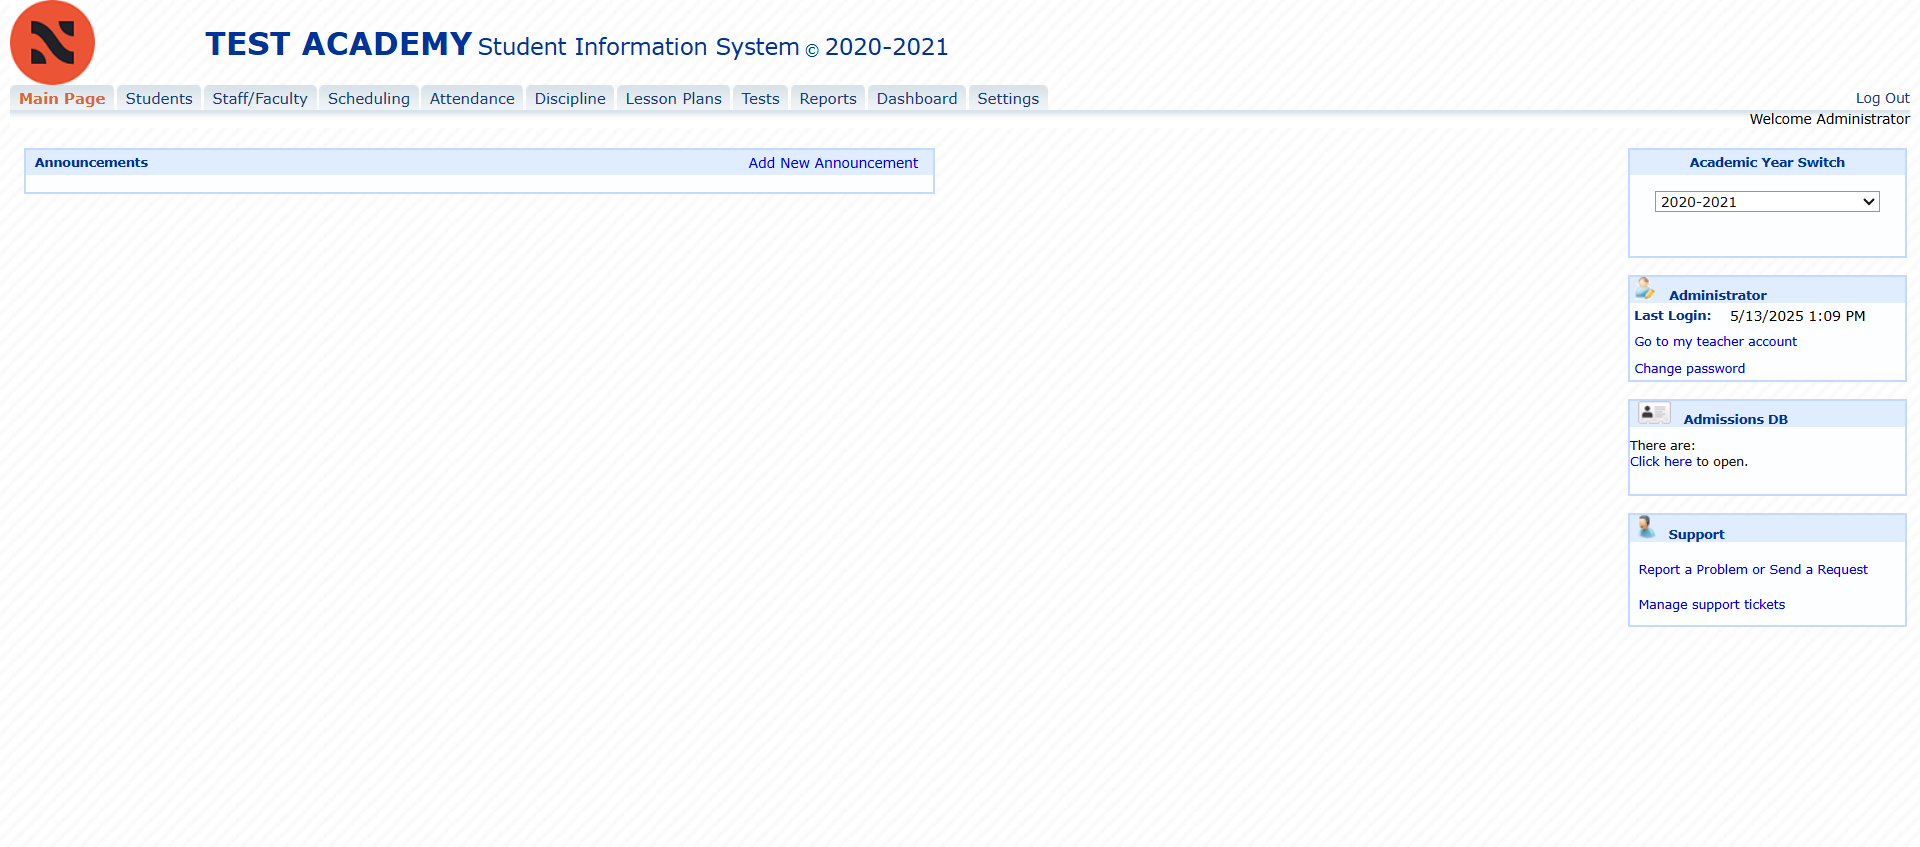 TEST ACADEMY Student Information System © 2020-2021
Main Page Students Staff/Faculty Scheduling Attendance Discipline Lesson Plans Tests Reports Dashboard Settings Log Out
Welcome Administrator
Announcements Add New Announcement
Academic Year Switch
2020-2021
Administrator
Last Login: 5/13/2025 1:09 PM
Go to my teacher account
Change password
Admissions DB
There are:
Click here to open.
Support
Report a Problem or Send a Request
Manage support tickets